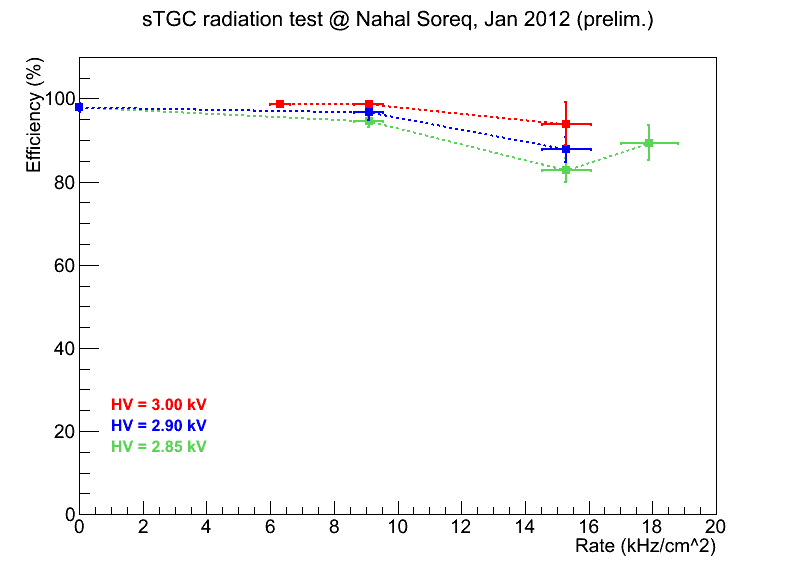 sTGC radiation test @ Nahal Soreq, Jan 2012 (prelim.)
Efficiency (%)
100
80
60
40
20
0
HV = 3.00 kV
HV = 2.90 kV
HV = 2.85 kV
0 2 4 6 8 10 12 14 16 18 20
Rate (kHz/cm^2)